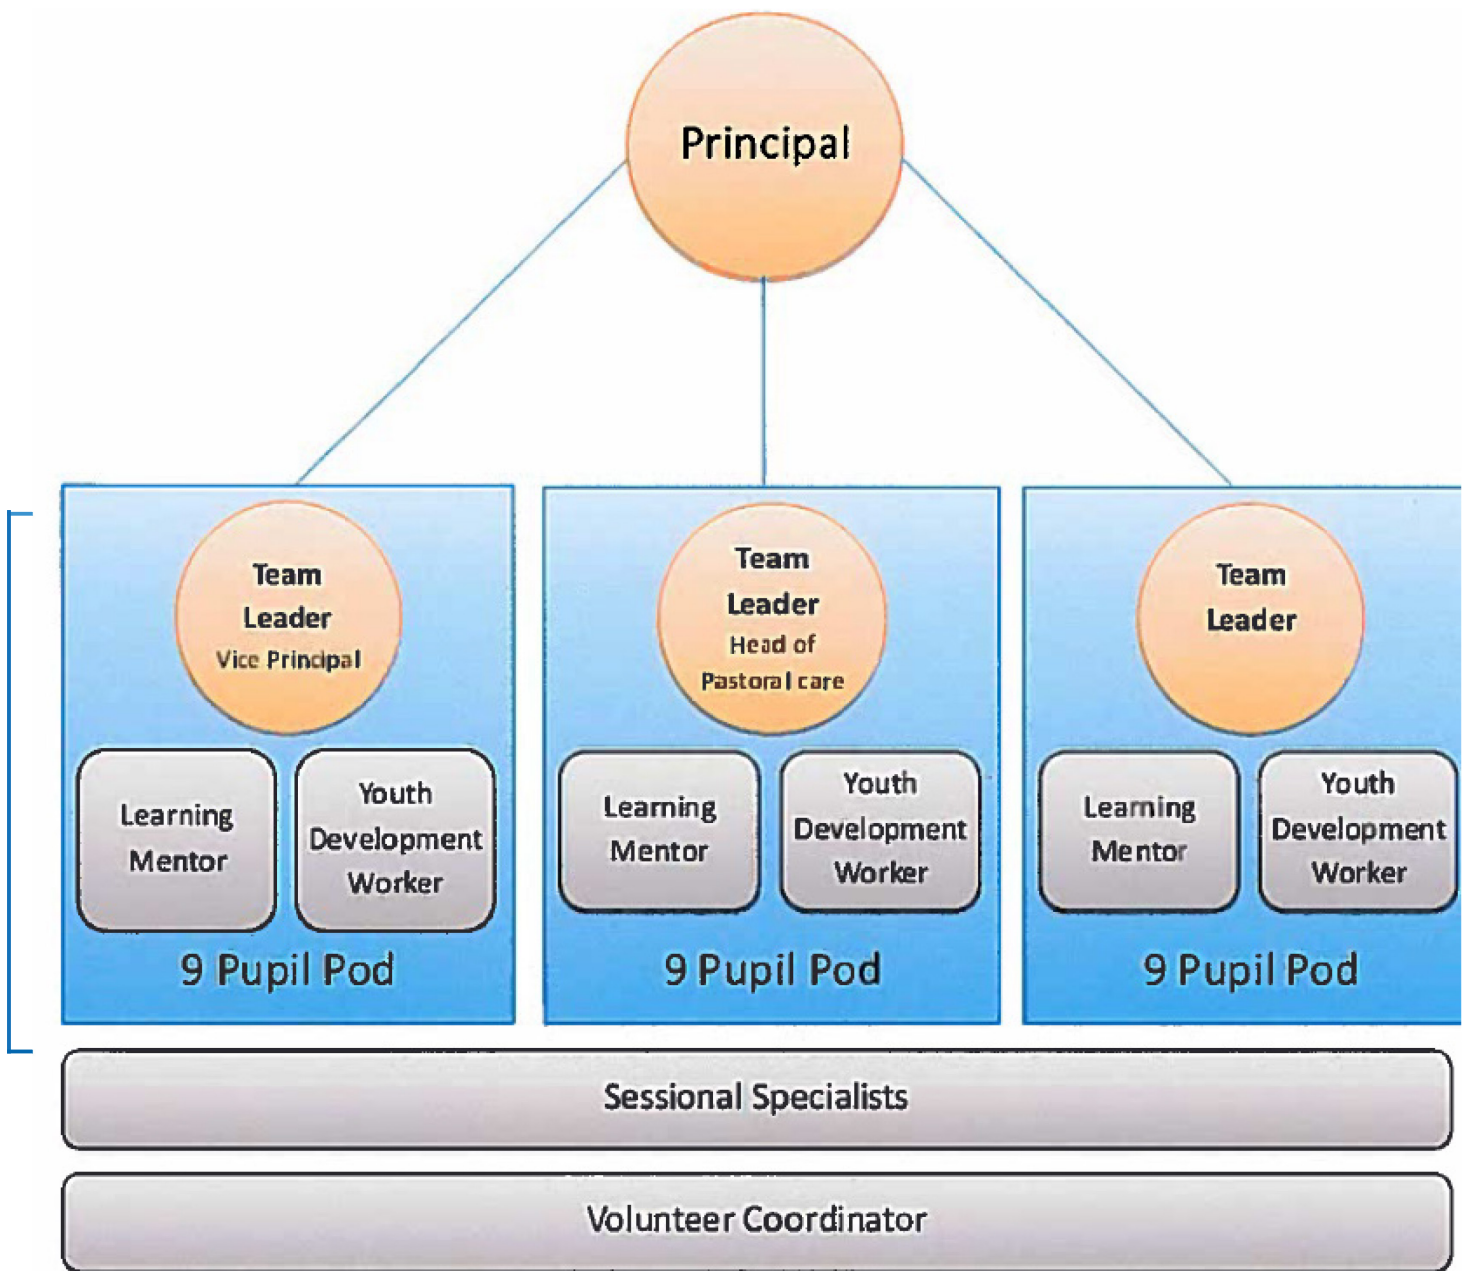 Principal
Team
Leader
Vice Principal
Learning
Mentor
Youth
Development
Worker
9 Pupil Pod
Team
Leader
Head of
Pastoral care
Learning
Mentor
Youth
Development
Worker
9 Pupil Pod
Team
Leader
Learning
Mentor
Youth
Development
Worker
9 Pupil Pod
Sessional Specialists
Volunteer Coordinator